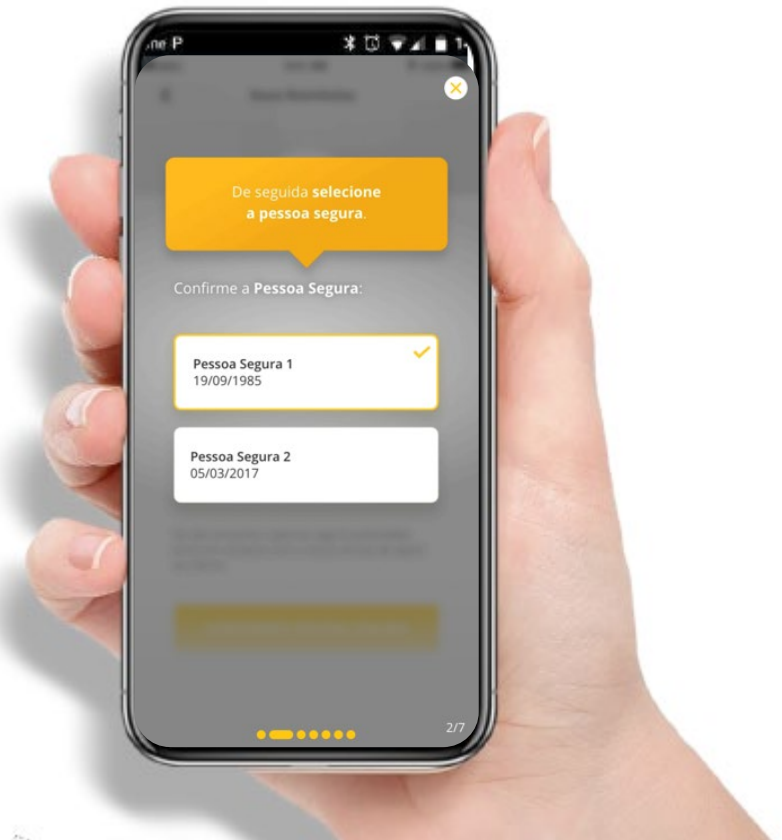 De seguida selecione
a pessoa segura.
Confirme a Pessoa Segura:
Pessoa Segura 1
19/09/1985
Pessoa Segura 2
05/03/2017
2/7